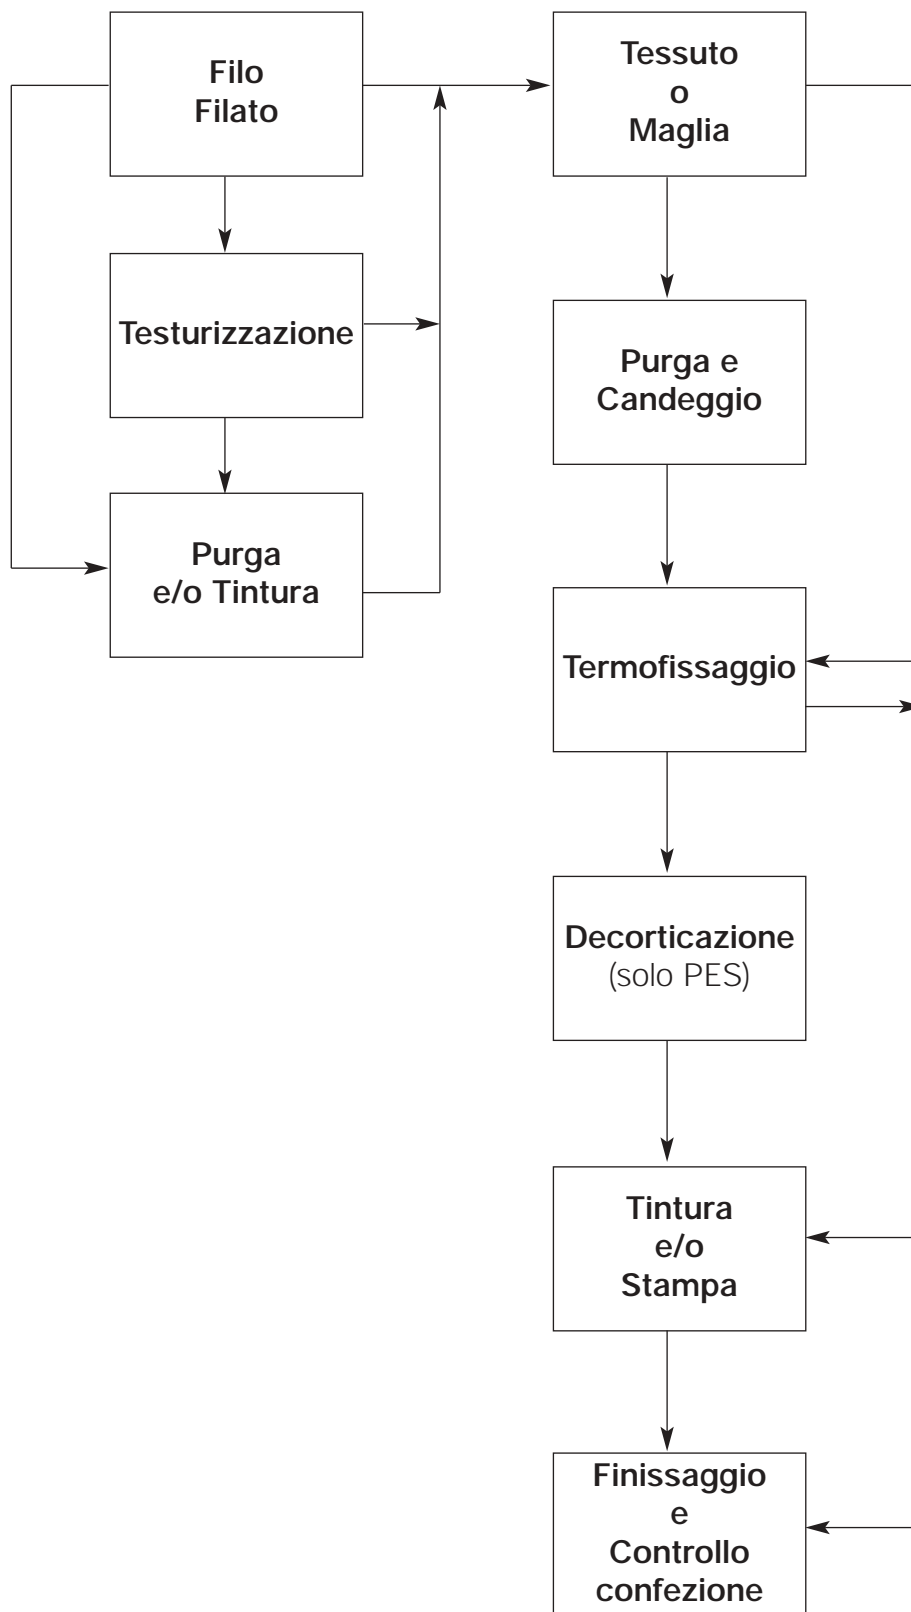 Filo
Filato
Testurizzazione
Purga
e/o Tintura
Tessuto
o
Maglia
Purga e
Candeggio
Termofissaggio
Decorticazione
(solo PES)
Tintura
e/o
Stampa
Finissaggio
e
Controllo
confezione